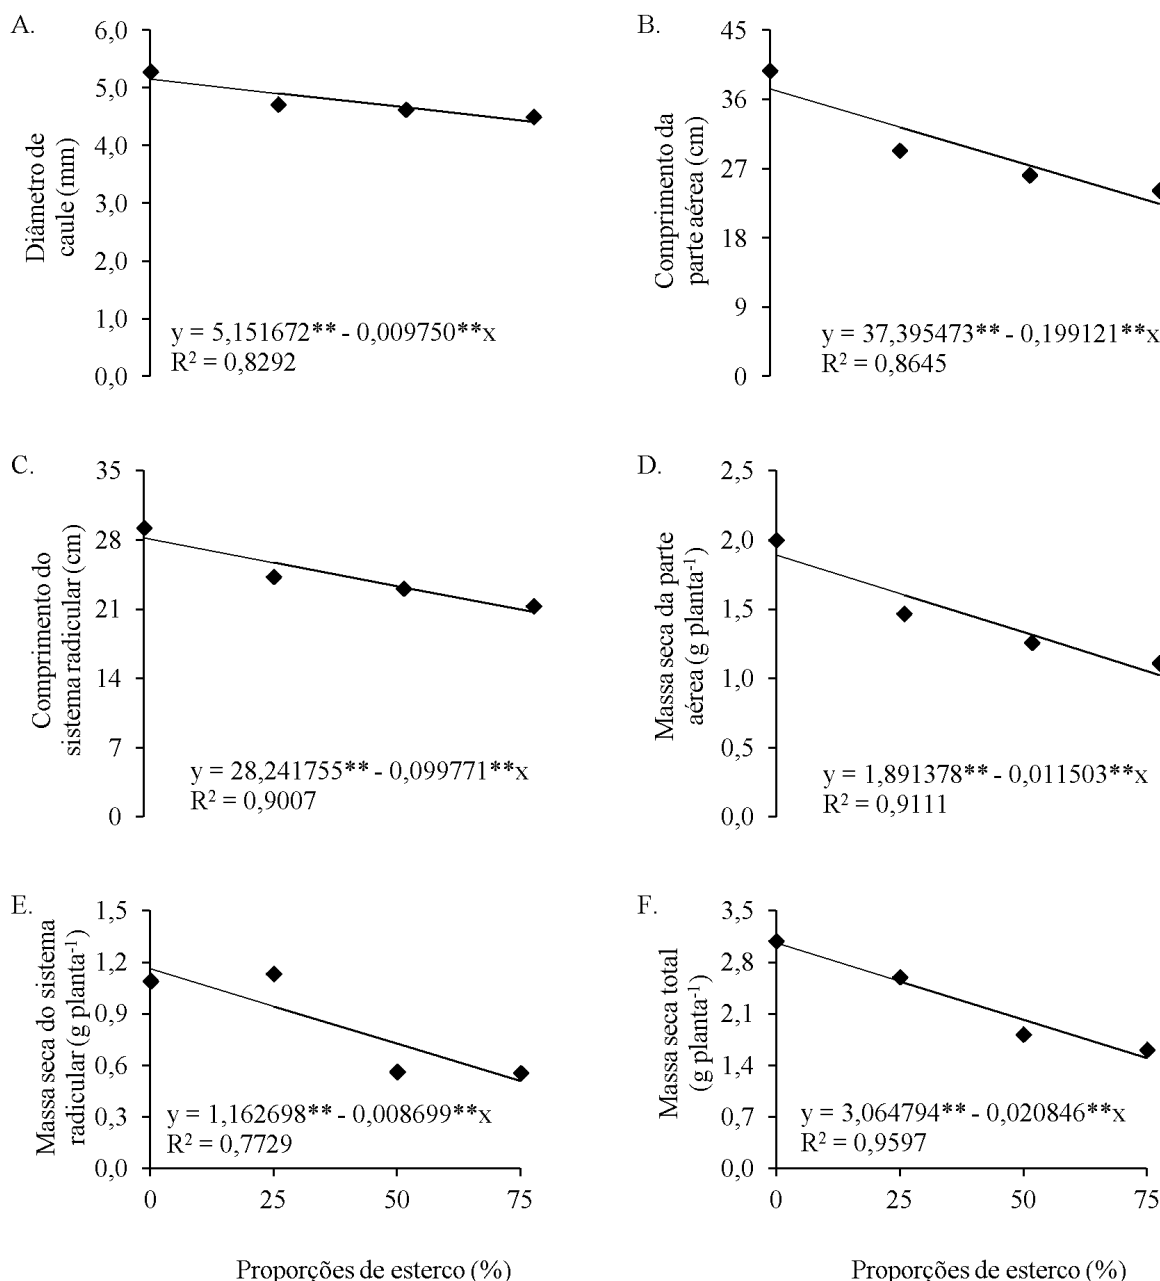 A.
Diâmetro de
caule (mm)
6,0
5,0
4,0
3,0
2,0
1,0
0,0
y = 5,151672** - 0,009750**x
R² = 0,8292
B.
Comprimento da
parte aérea (cm)
45
36
27
18
9
0
y = 37,395473** - 0,199121**x
R² = 0,8645
C.
Comprimento do
sistema radicular (cm)
35
28
21
14
7
0
y = 28,241755** - 0,099771**x
R² = 0,9007
D.
Massa seca da parte
aérea (g planta⁻¹)
2,5
2,0
1,5
1,0
0,5
0,0
y = 1,891378** - 0,011503**x
R² = 0,9111
E.
Massa seca do sistema
radicular (g planta⁻¹)
1,5
1,2
0,9
0,6
0,3
0,0
y = 1,162698** - 0,008699**x
R² = 0,7729
0 25 50 75
Proporções de esterco (%)
F.
Massa seca total
(g planta⁻¹)
3,5
2,8
2,1
1,4
0,7
0,0
y = 3,064794** - 0,020846**x
R² = 0,9597
0 25 50 75
Proporções de esterco (%)